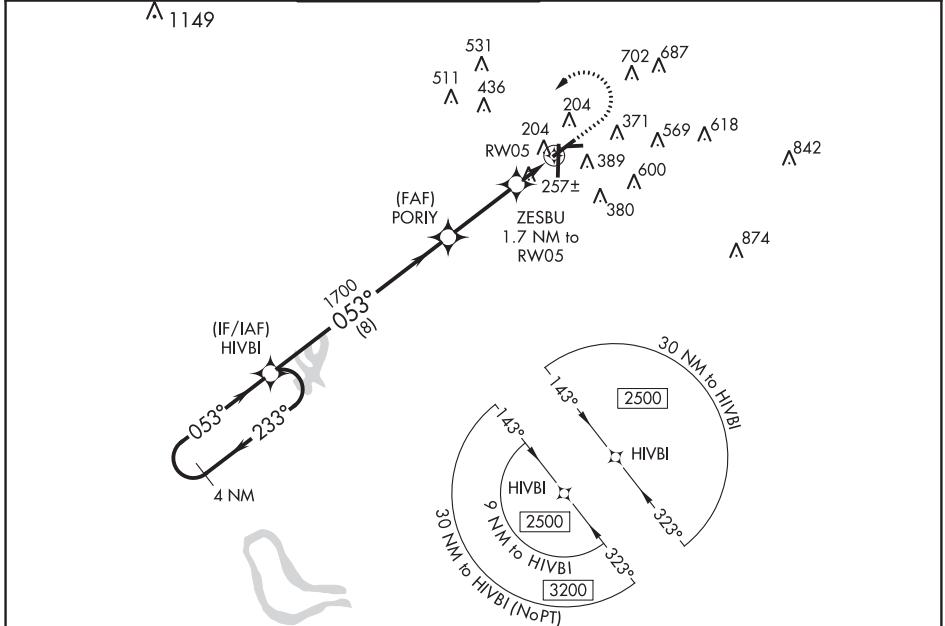 1149
531
702
687
511
436
204
204
371
569
618
RW05
842
389
600
257±
380
(FAF)
PORIY
ZESBU
1.7 NM to
RW05
874
1700
053°
(8)
(IF/IAF)
HIVBI
053°
233°
4 NM
30 NM to HIVBI
143°
2500
HIVBI
323°
143°
HIVBI
2500
9 NM to HIVBI
323°
30 NM to HIVBI (NoPT)
3200